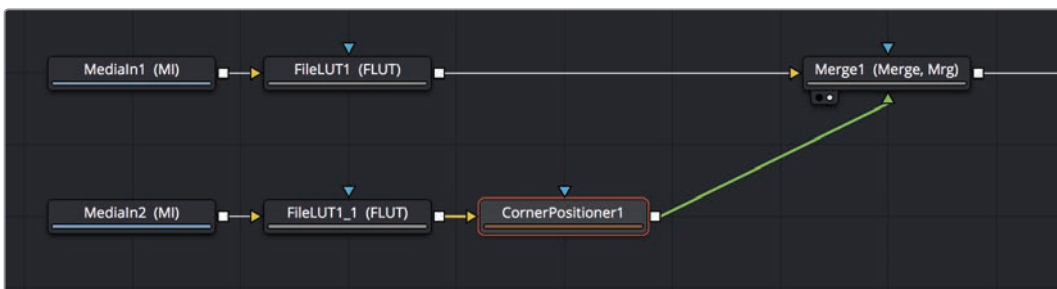 MediaIn1 (MI)
FileLUT1 (FLUT)
Merge1 (Merge, Mrg)
MediaIn2 (MI)
FileLUT1_1 (FLUT)
CornerPositioner1